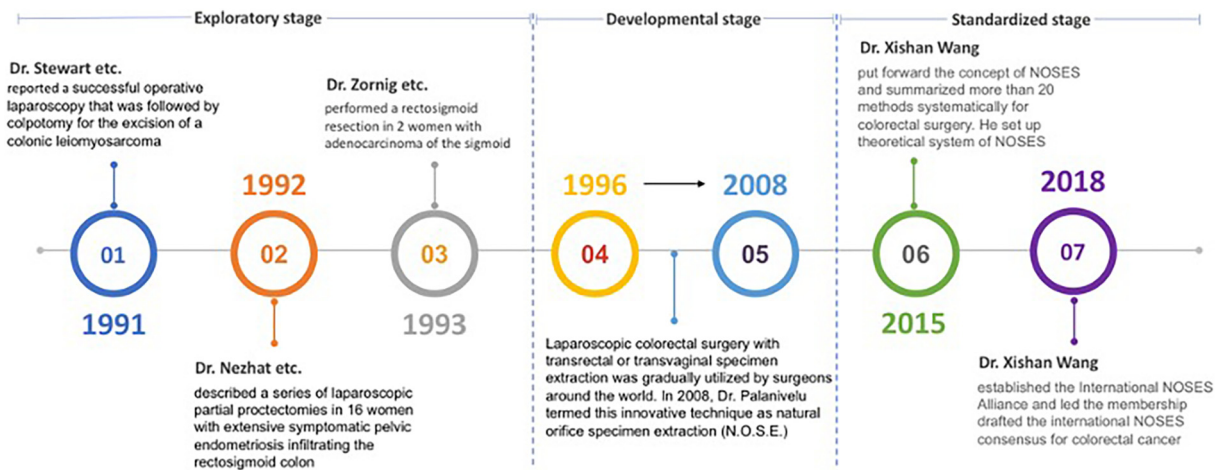 Exploratory stage
Developmental stage
Standardized stage
Dr. Stewart etc.
reported a successful operative
laparoscopy that was followed by
colpotomy for the excision of a
colonic leiomyosarcoma
01
1991
1992
02
Dr. Nezhat etc.
described a series of laparoscopic
partial proctectomies in 16 women
with extensive symptomatic pelvic
endometriosis infiltrating the
rectosigmoid colon
Dr. Zornig etc.
performed a rectosigmoid
resection in 2 women with
adenocarcinoma of the sigmoid
03
1993
1996
2008
04
05
Laparoscopic colorectal surgery with
transrectal or transvaginal specimen
extraction was gradually utilized by surgeons
around the world. In 2008, Dr. Palanivelu
termed this innovative technique as natural
orifice specimen extraction (N.O.S.E.)
Dr. Xishan Wang
put forward the concept of NOSES
and summarized more than 20
methods systematically for
colorectal surgery. He set up
theoretical system of NOSES
06
2015
2018
07
Dr. Xishan Wang
established the International NOSES
Alliance and led the membership
drafted the international NOSES
consensus for colorectal cancer